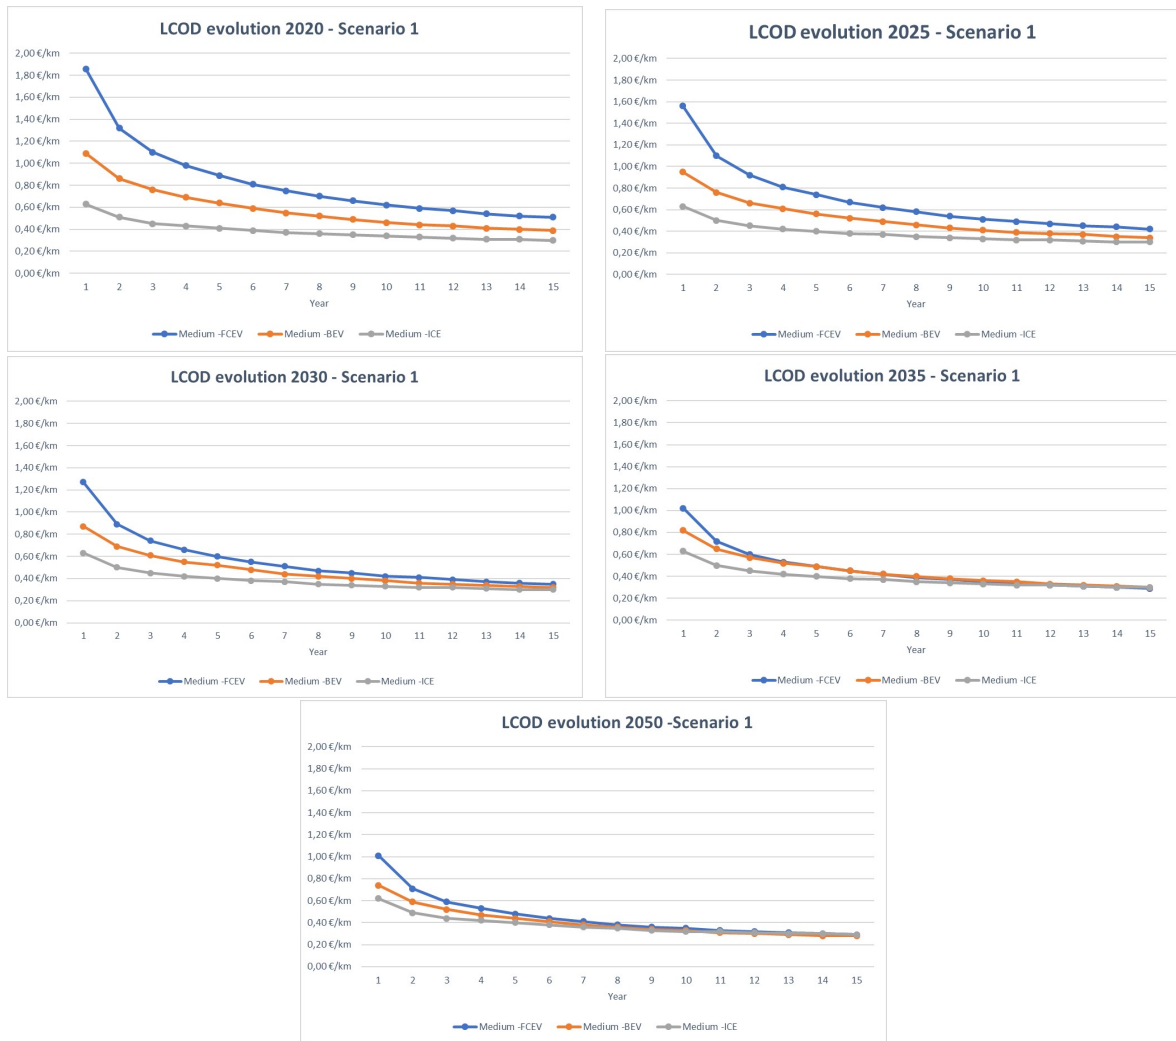 LCOD evolution 2020 - Scenario 1
2,00 €/km
1,80 €/km
1,60 €/km
1,40 €/km
1,20 €/km
1,00 €/km
0,80 €/km
0,60 €/km
0,40 €/km
0,20 €/km
0,00 €/km
1 2 3 4 5 6 7 8 9 10 11 12 13 14 15
Year
Medium -FCEV Medium -BEV Medium -ICE
LCOD evolution 2025 - Scenario 1
2,00 €/km
1,80 €/km
1,60 €/km
1,40 €/km
1,20 €/km
1,00 €/km
0,80 €/km
0,60 €/km
0,40 €/km
0,20 €/km
0,00 €/km
1 2 3 4 5 6 7 8 9 10 11 12 13 14 15
Year
Medium -FCEV Medium -BEV Medium -ICE
LCOD evolution 2030 - Scenario 1
2,00 €/km
1,80 €/km
1,60 €/km
1,40 €/km
1,20 €/km
1,00 €/km
0,80 €/km
0,60 €/km
0,40 €/km
0,20 €/km
0,00 €/km
1 2 3 4 5 6 7 8 9 10 11 12 13 14 15
Year
Medium -FCEV Medium -BEV Medium -ICE
LCOD evolution 2035 - Scenario 1
2,00 €/km
1,80 €/km
1,60 €/km
1,40 €/km
1,20 €/km
1,00 €/km
0,80 €/km
0,60 €/km
0,40 €/km
0,20 €/km
0,00 €/km
1 2 3 4 5 6 7 8 9 10 11 12 13 14 15
Year
Medium -FCEV Medium -BEV Medium -ICE
LCOD evolution 2050 -Scenario 1
2,00 €/km
1,80 €/km
1,60 €/km
1,40 €/km
1,20 €/km
1,00 €/km
0,80 €/km
0,60 €/km
0,40 €/km
0,20 €/km
0,00 €/km
1 2 3 4 5 6 7 8 9 10 11 12 13 14 15
Year
Medium -FCEV Medium -BEV Medium -ICE